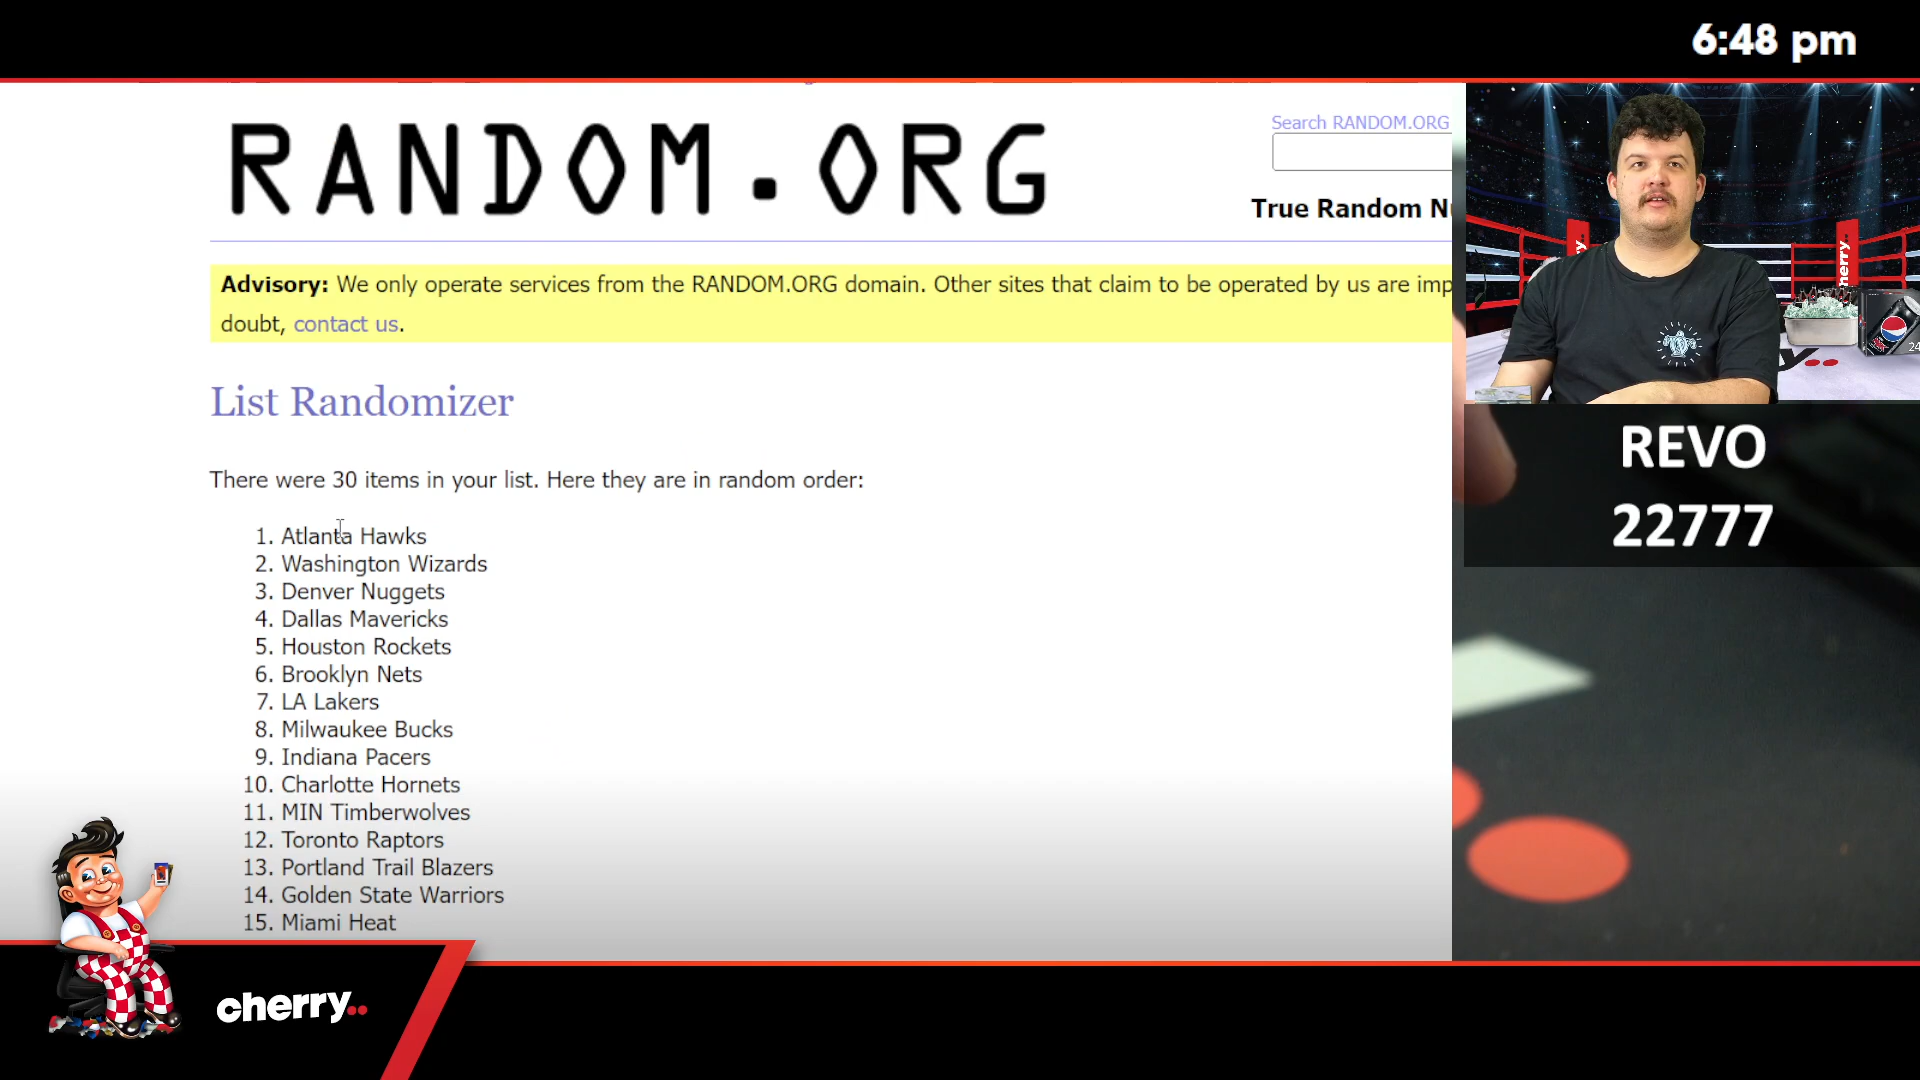 6:48 pm
RANDOM.ORG
Search RANDOM.ORG
True Random N
Advisory: We only operate services from the RANDOM.ORG domain. Other sites that claim to be operated by us are imp
doubt, contact us.
List Randomizer
There were 30 items in your list. Here they are in random order:
1. Atlanta Hawks
2. Washington Wizards
3. Denver Nuggets
4. Dallas Mavericks
5. Houston Rockets
6. Brooklyn Nets
7. LA Lakers
8. Milwaukee Bucks
9. Indiana Pacers
10. Charlotte Hornets
11. MIN Timberwolves
12. Toronto Raptors
13. Portland Trail Blazers
14. Golden State Warriors
15. Miami Heat
REVO
22777
cherry..